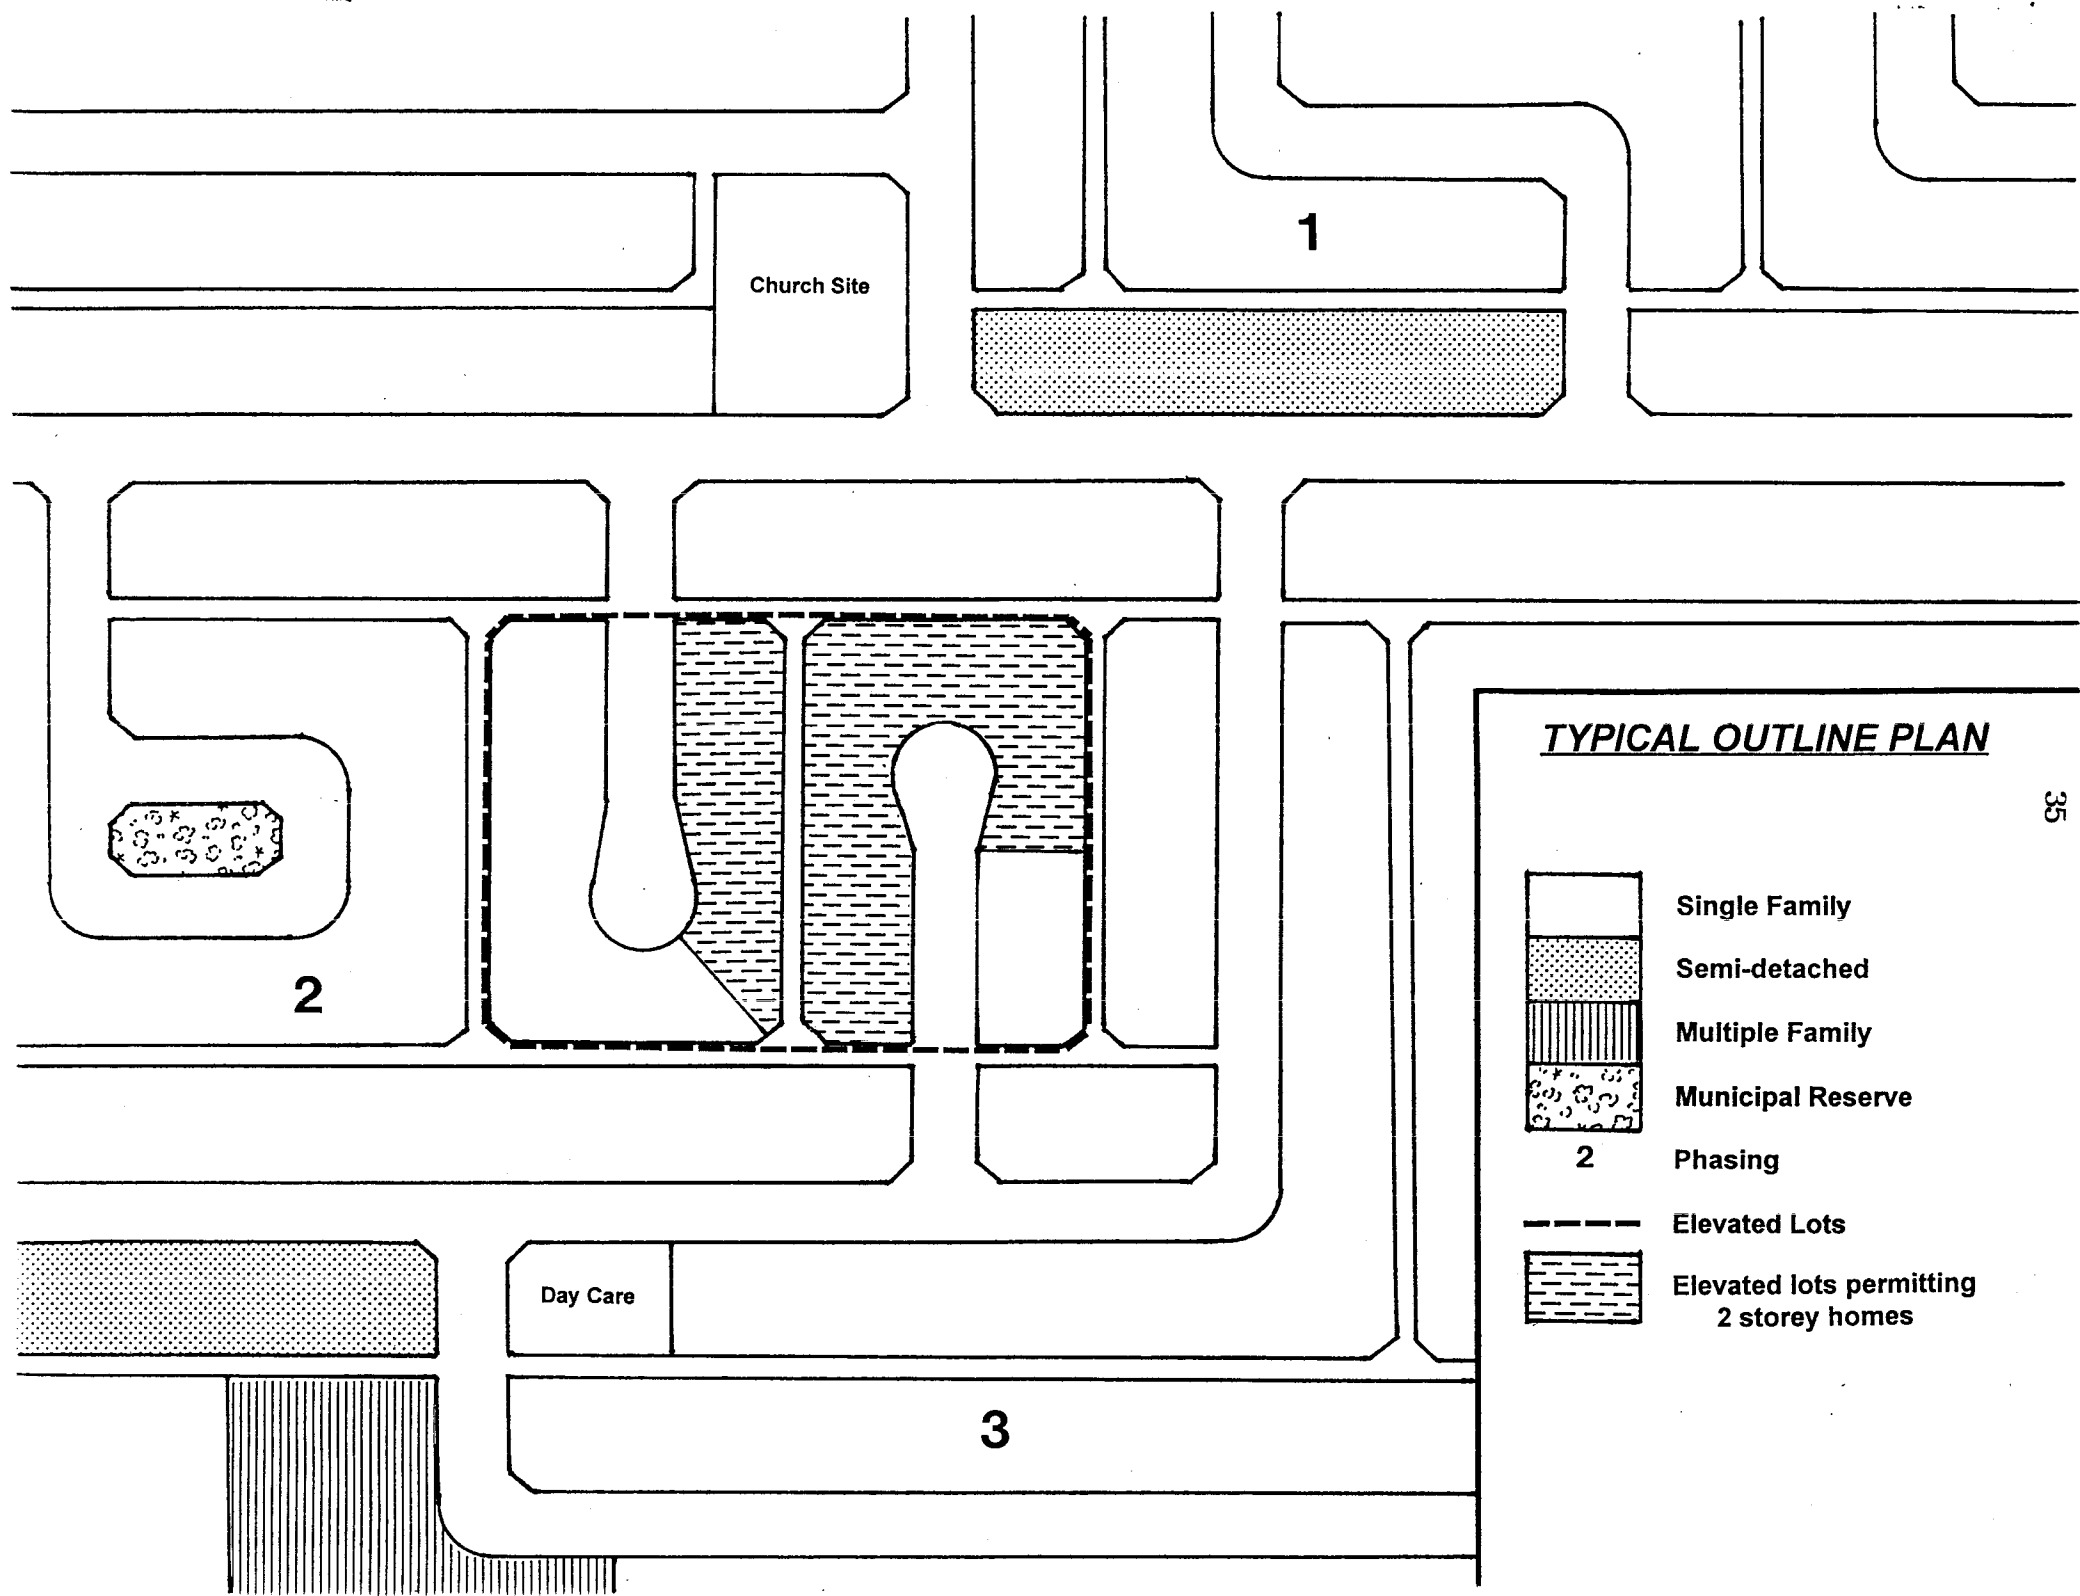 1
Church Site
TYPICAL OUTLINE PLAN
35
Single Family
Semi-detached
2
Multiple Family
Municipal Reserve
2 Phasing
Elevated Lots
Elevated lots permitting
2 storey homes
Day Care
3